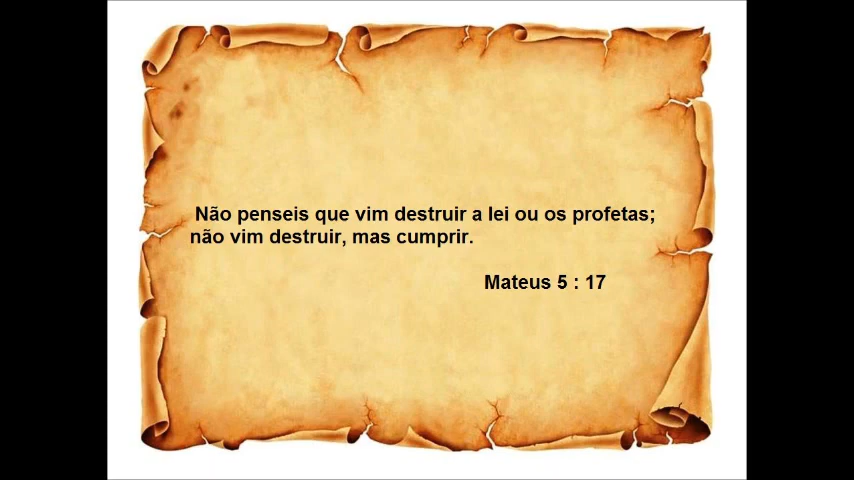 Não penseis que vim destruir a lei ou os profetas;
não vim destruir, mas cumprir.
Mateus 5 : 17